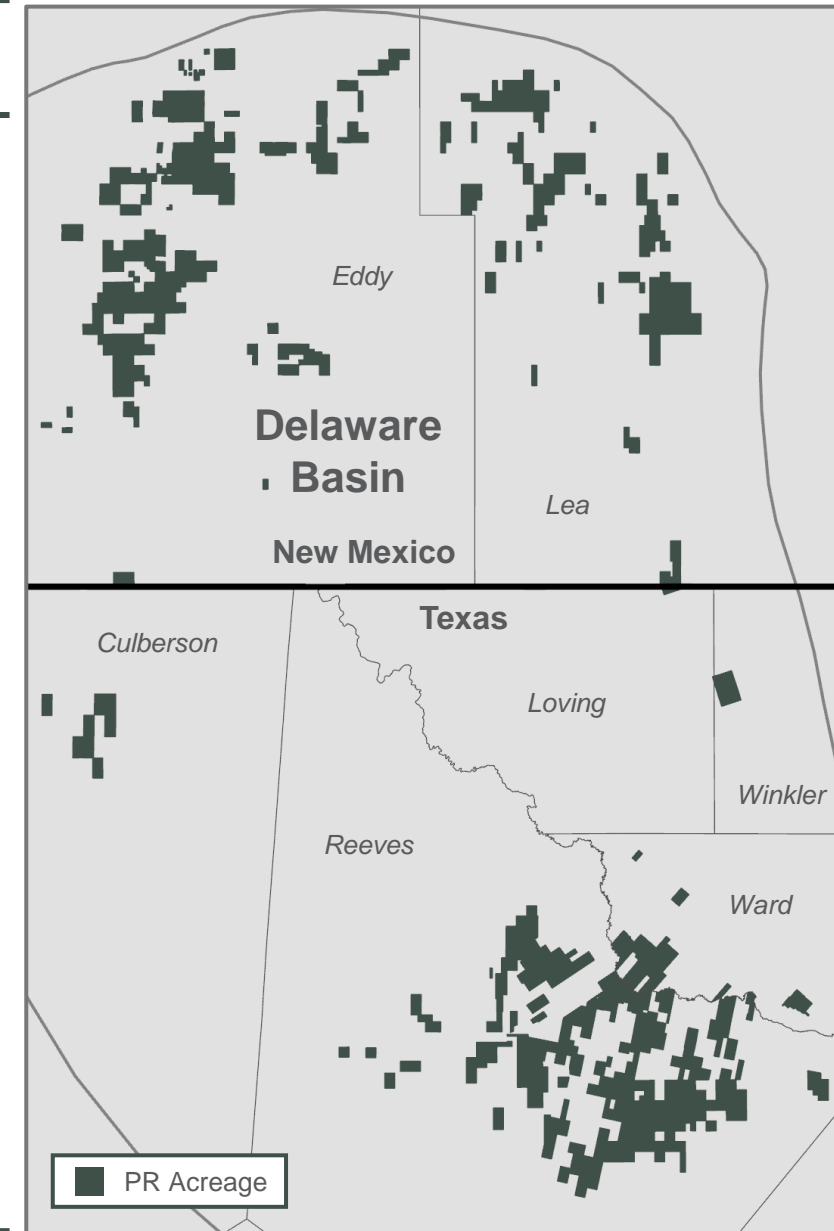 Eddy
Delaware
Basin
Lea
New Mexico
Texas
Culberson
Loving
Winkler
Reeves
Ward
PR Acreage